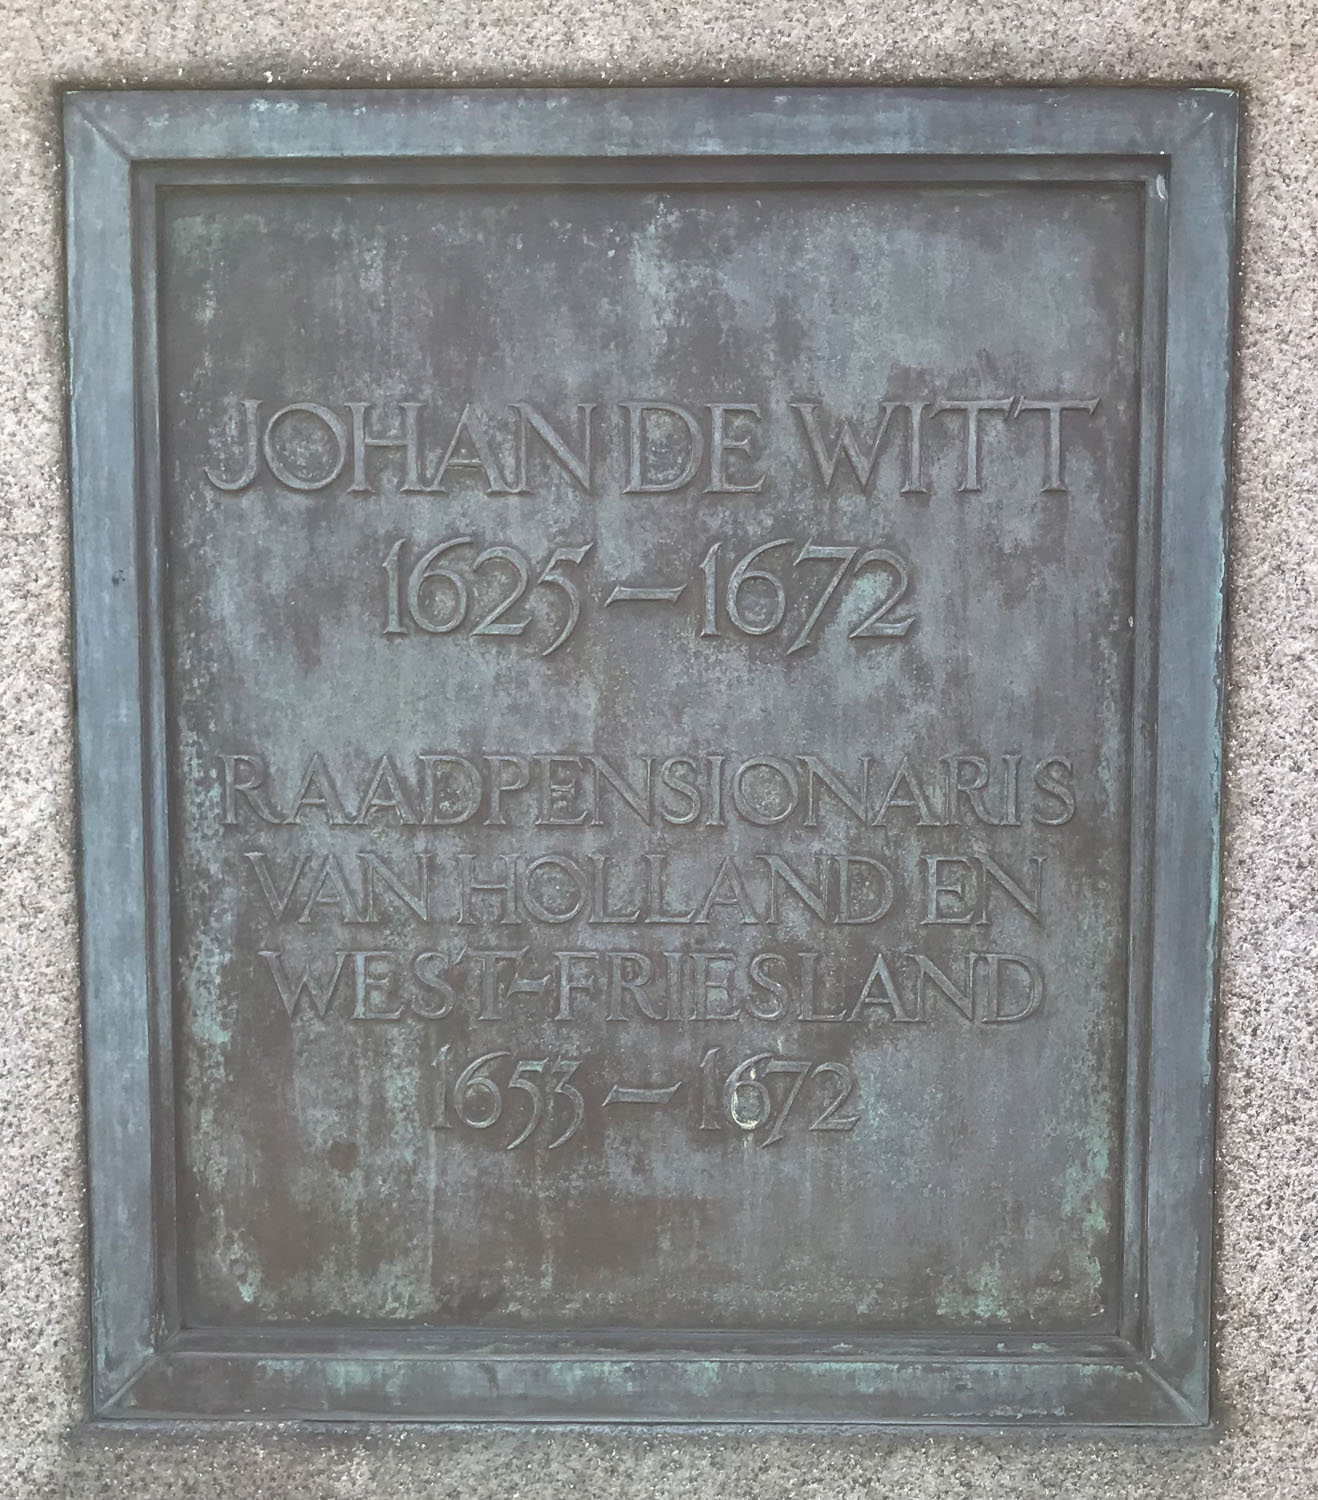 JOHAN DE WITT
1625-1672
RAADPENSIONARIS
VAN HOLLAND EN
WEST-FRIESLAND
1653-1672